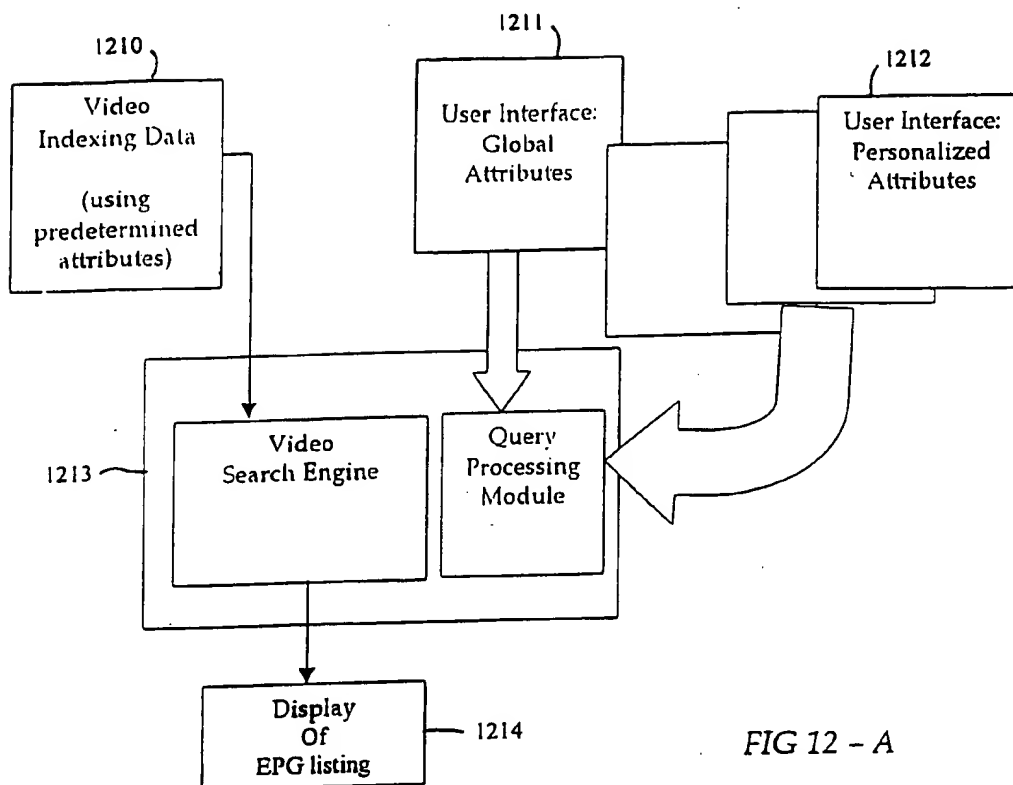 1210
Video
Indexing Data
(using
predetermined
attributes)
1211
User Interface:
Global
Attributes
1212
User Interface:
Personalized
Attributes
1213
Video
Search Engine
Query
Processing
Module
Display
Of
EPG listing
1214
FIG 12 – A